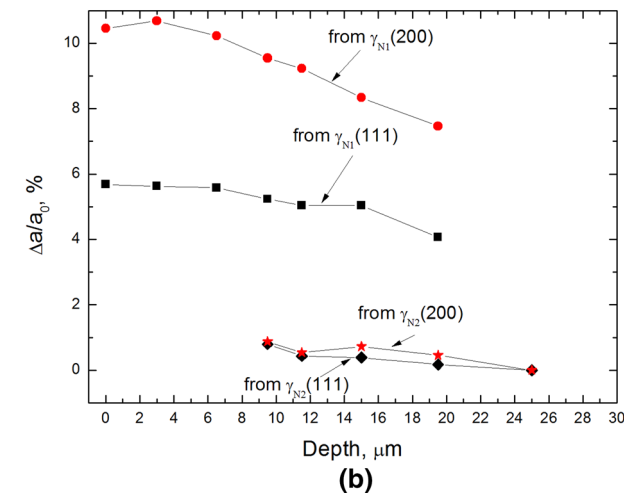 10
8
6
4
2
0
Δa/a₀, %
from γN1(200)
from γN1(111)
from γN2(200)
from γN2(111)
0 2 4 6 8 10 12 14 16 18 20 22 24 26 28 30
Depth, μm
(b)